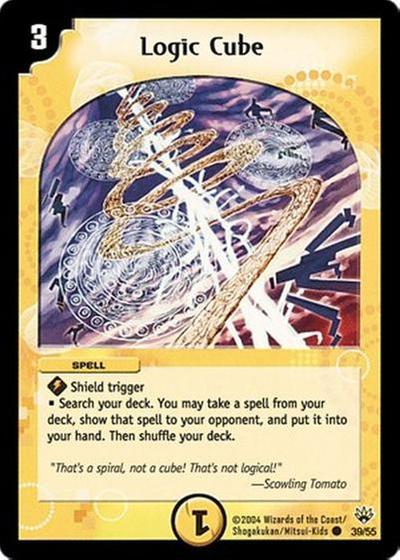 3
Logic Cube
SPELL
Shield trigger
▪ Search your deck. You may take a spell from your
deck, show that spell to your opponent, and put it into
your hand. Then shuffle your deck.
"That's a spiral, not a cube! That's not logical!"
—Scowling Tomato
1
©2004 Wizards of the Coast/
Shogakukan/Mitsui-Kids
39/55